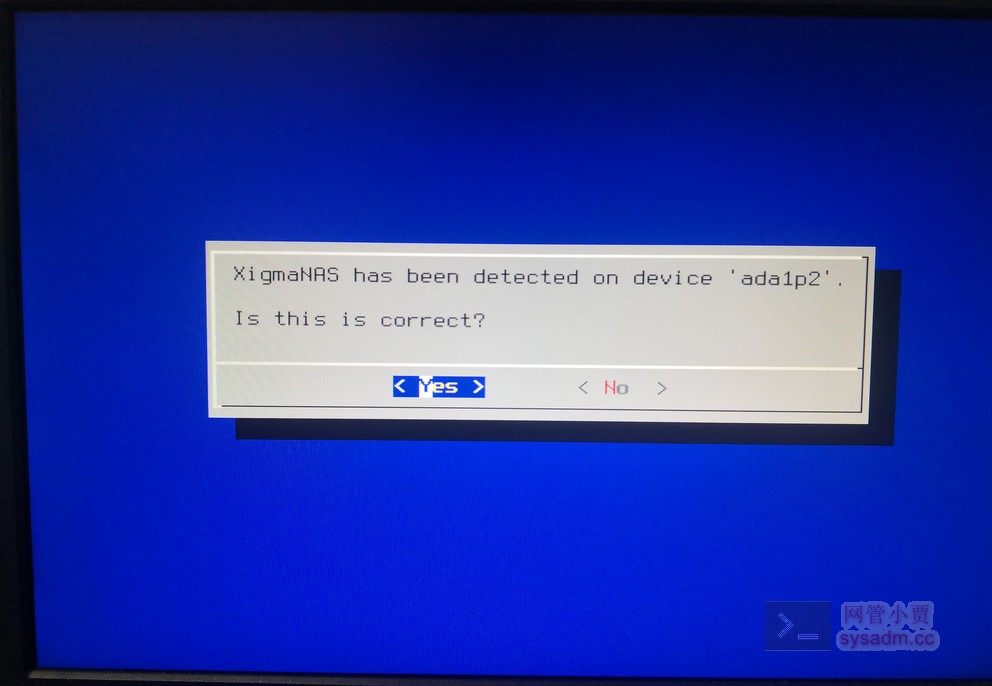 XigmaNAS has been detected on device 'ada1p2'.
Is this is correct?
< Yes > < No >
>_ 网管小贾
sysadm.cc